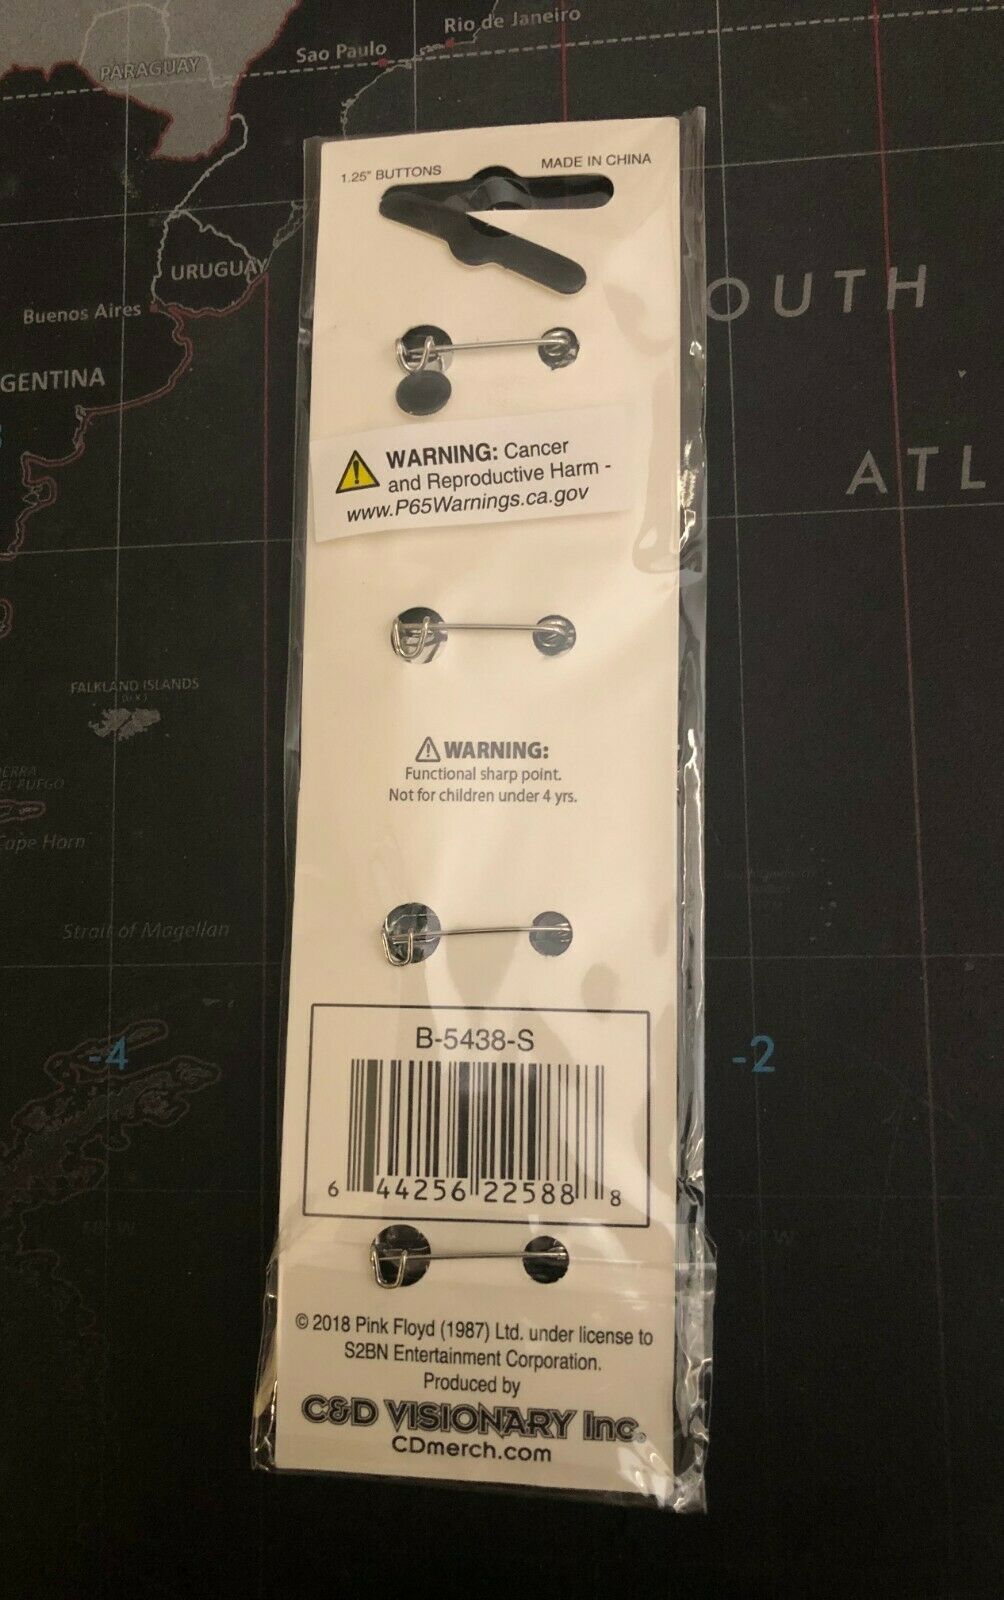 Rio de Janeiro
Sao Paulo
PARAGUAY
1.25" BUTTONS
MADE IN CHINA
URUGUAY
OUTH
Buenos Aires
GENTINA
WARNING: Cancer
and Reproductive Harm -
www.P65Warnings.ca.gov
ATL
FALKLAND ISLANDS
(U.K.)
WARNING:
Functional sharp point.
Not for children under 4 yrs.
ERRA
EL FUEGO
Cape Horn
Strait of Magellan
B-5438-S
-4
-2
6 44256 22588 8
© 2018 Pink Floyd (1987) Ltd. under license to
S2BN Entertainment Corporation.
Produced by
C&D VISIONARY Inc.
CDmerch.com